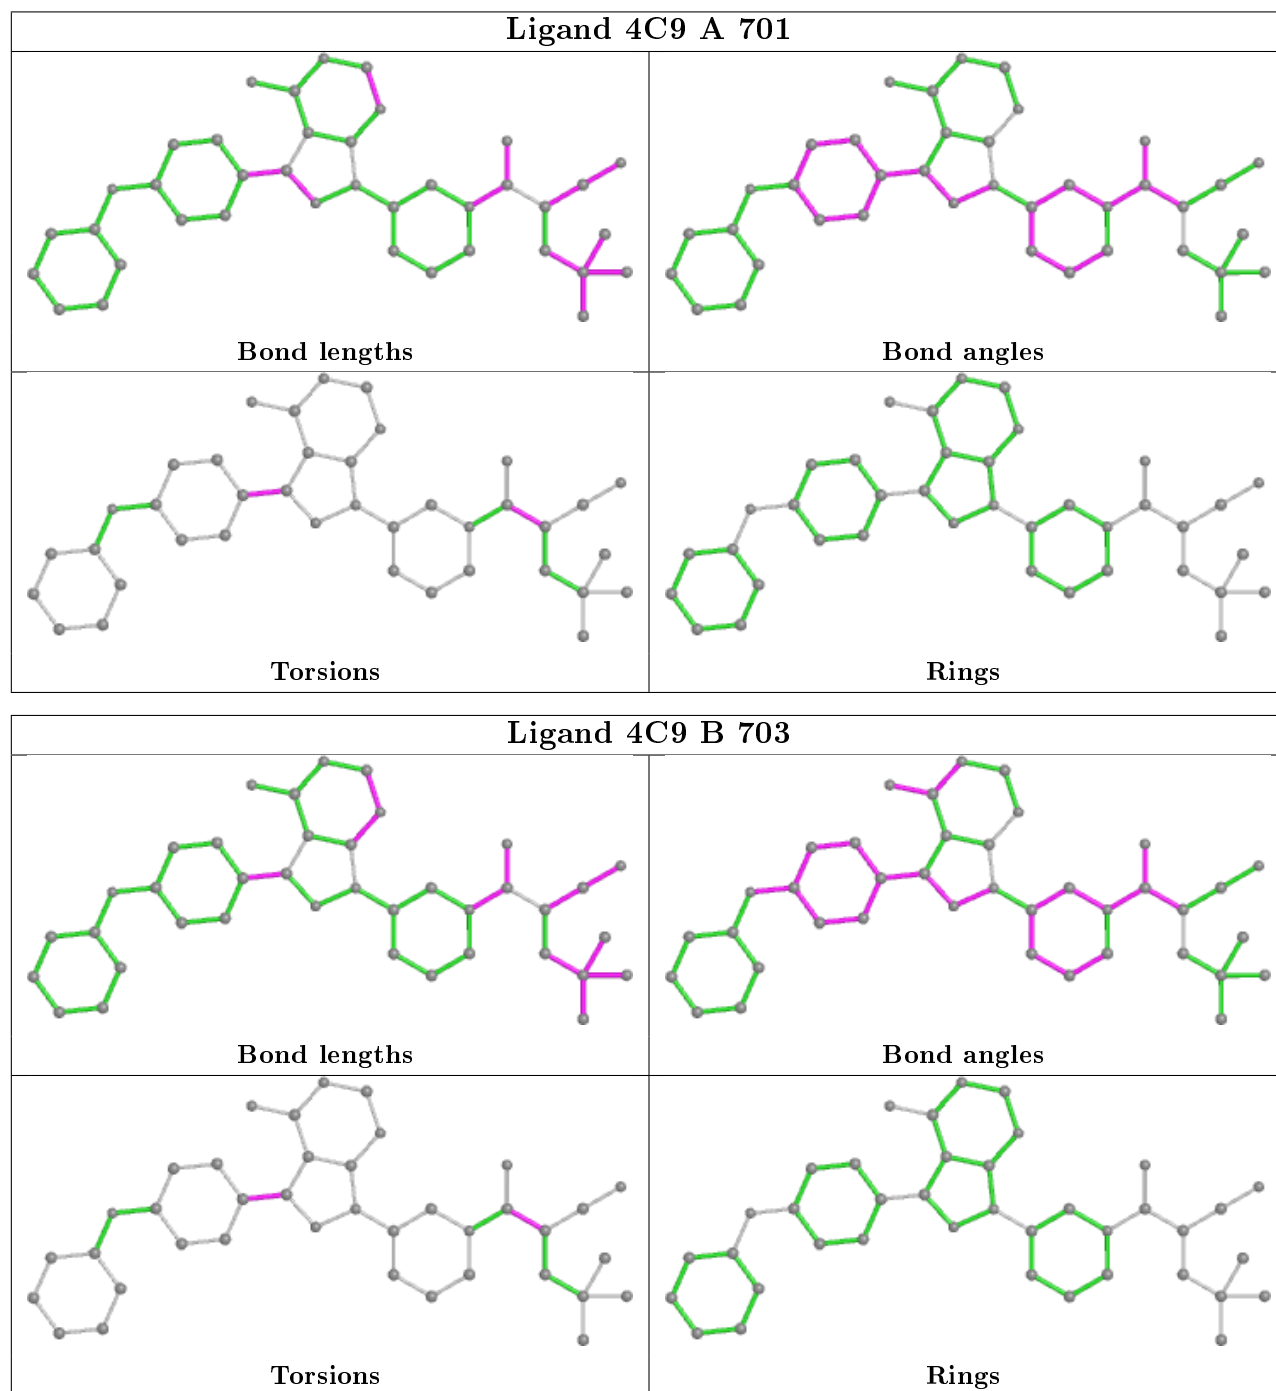 Ligand 4C9 A 701
Bond lengths
Bond angles
Torsions
Rings
Ligand 4C9 B 703
Bond lengths
Bond angles
Torsions
Rings